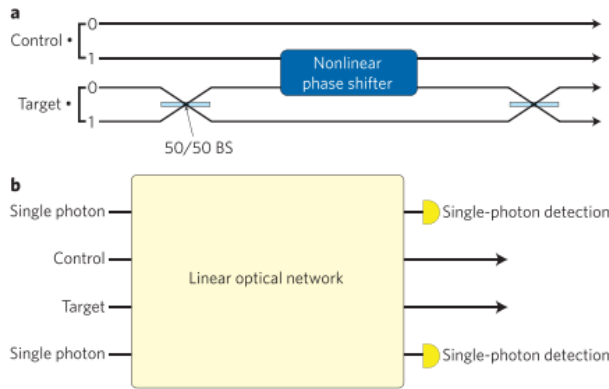 a
0
Control •
1
Nonlinear
phase shifter
0
Target •
1
50/50 BS
b
Single photon
Single-photon detection
Control
Linear optical network
Target
Single photon
Single-photon detection